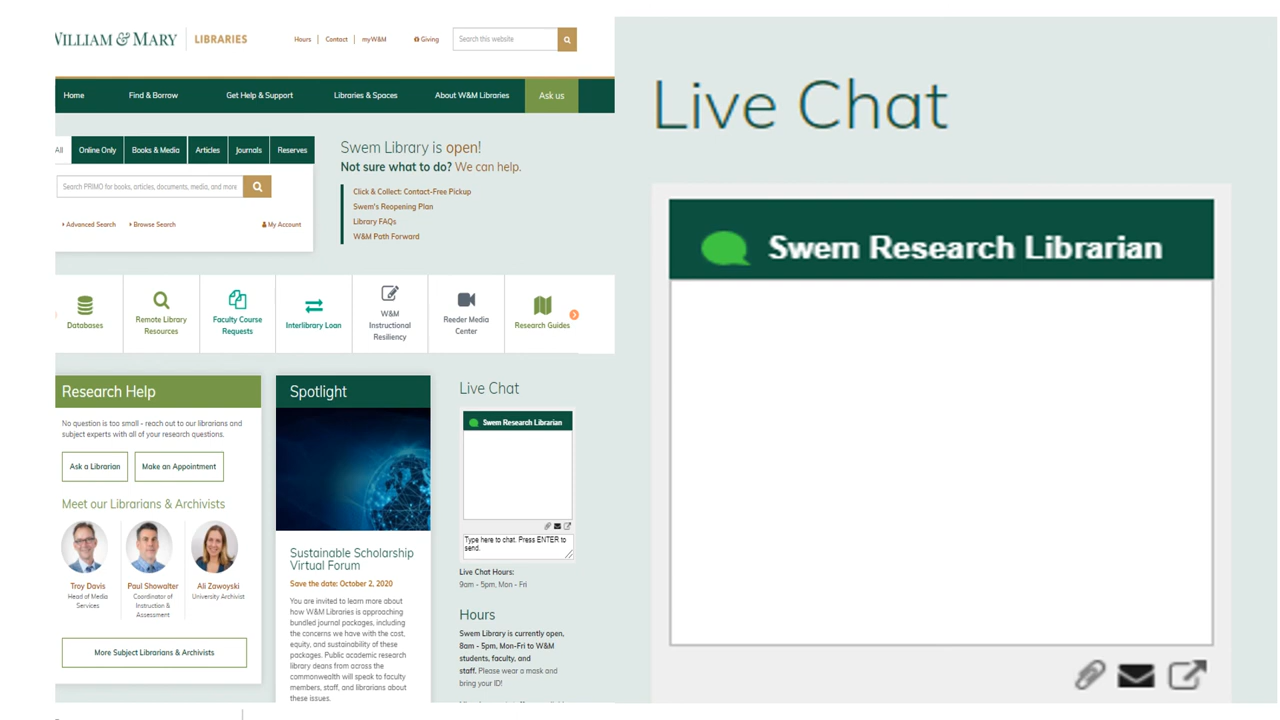 WILLIAM & MARY LIBRARIES
Hours Contact myW&M Giving Search this website
Home Find & Borrow Get Help & Support Libraries & Spaces About W&M Libraries Ask us
All Online Only Books & Media Articles Journals Reserves
Search PRIMO for books, articles, documents, media, and more
Advanced Search Browse Search My Account
Swem Library is open!
Not sure what to do? We can help.
Click & Collect: Contact-Free Pickup
Swem's Reopening Plan
Library FAQs
W&M Path Forward
Databases
Remote Library
Resources
Faculty Course
Requests
Interlibrary Loan
W&M
Instructional
Resiliency
Reeder Media
Center
Research Guides
Research Help
No question is too small - reach out to our librarians and
subject experts with all of your research questions.
Ask a Librarian Make an Appointment
Meet our Librarians & Archivists
Troy Davis
Head of Media
Services
Paul Showalter
Coordinator of
Instruction &
Assessment
Ali Zawoyski
University Archivist
More Subject Librarians & Archivists
Spotlight
Sustainable Scholarship
Virtual Forum
Save the date: October 2, 2020
You are invited to learn more about
how W&M Libraries is approaching
bundled journal packages, including
the concerns we have with the cost,
equity, and sustainability of these
packages. Public academic research
library deans from across the
commonwealth will speak to faculty
members, staff, and librarians about
these issues.
Live Chat
Swem Research Librarian
Type here to chat. Press ENTER to
send.
Live Chat Hours:
9am - 5pm, Mon - Fri
Hours
Swem Library is currently open,
8am - 5pm, Mon-Fri to W&M
students, faculty, and
staff. Please wear a mask and
bring your ID!
Live Chat
Swem Research Librarian